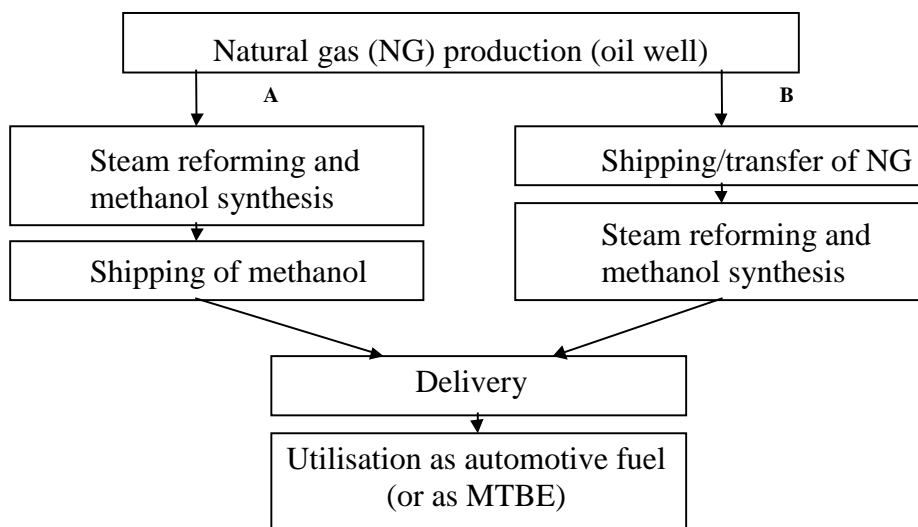 Natural gas (NG) production (oil well)
A
B
Steam reforming and
methanol synthesis
Shipping of methanol
Shipping/transfer of NG
Steam reforming and
methanol synthesis
Delivery
Utilisation as automotive fuel
(or as MTBE)